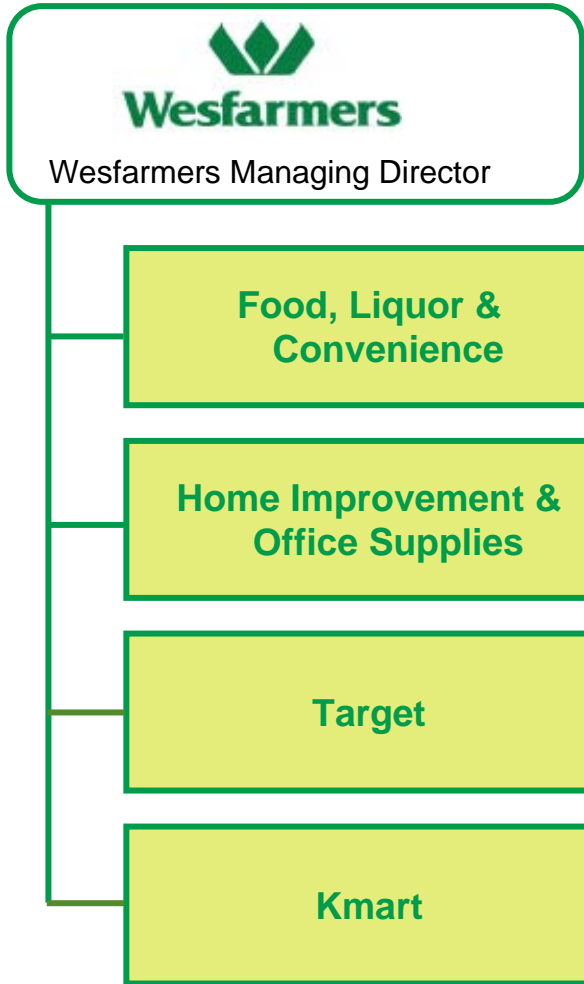 Wesfarmers
Wesfarmers Managing Director
Food, Liquor &
Convenience
Home Improvement &
Office Supplies
Target
Kmart